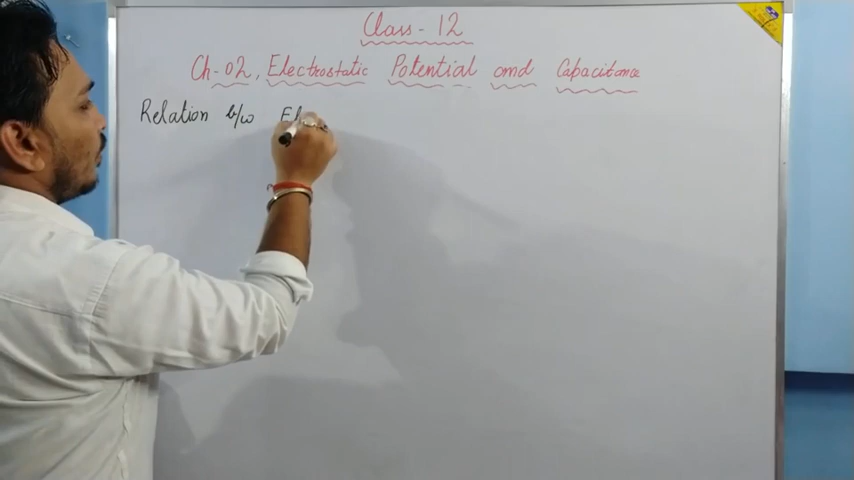 Class - 12
Ch-02, Electrostatic Potential and Capacitance
Relation b/w El